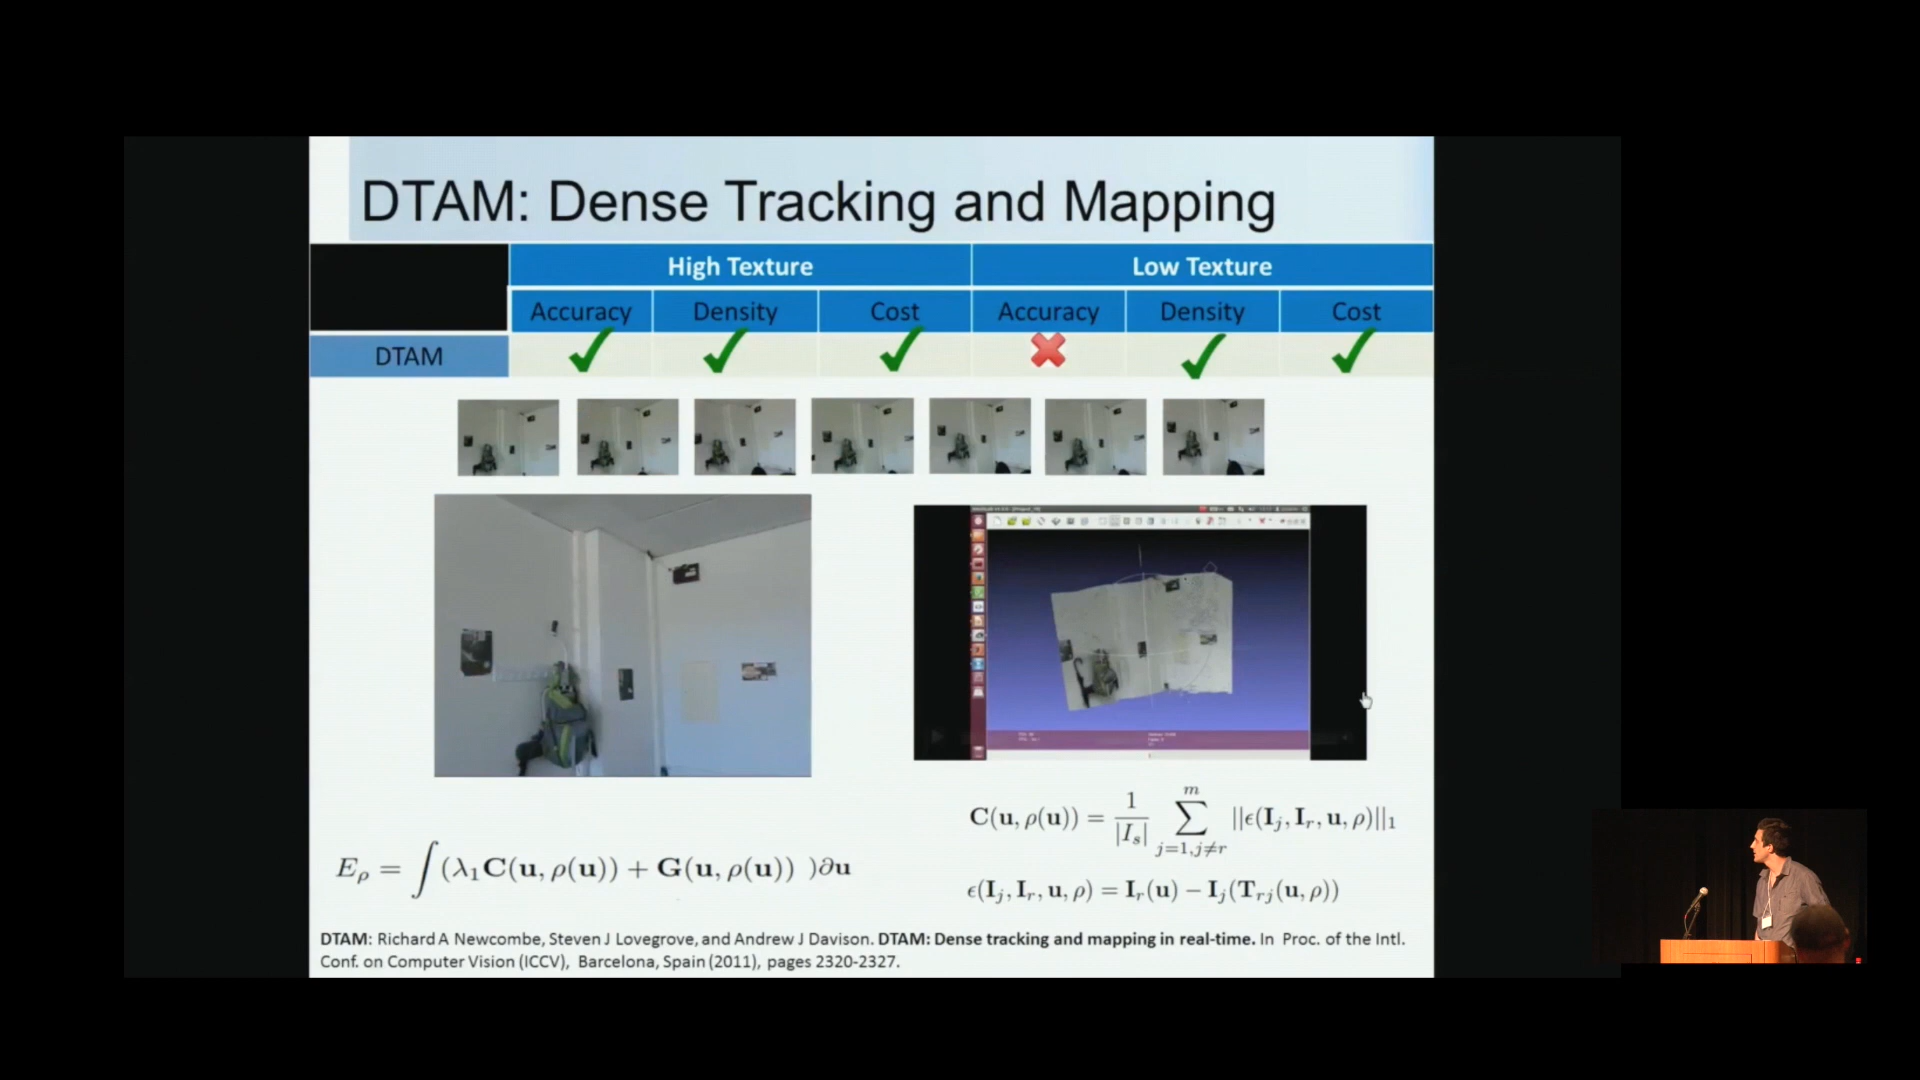 DTAM: Dense Tracking and Mapping
High Texture Low Texture
Accuracy Density Cost Accuracy Density Cost
DTAM
C(u, ρ(u)) = 1/|I_s| ∑_{j=1,j≠r}^{m} ||ϵ(I_j, I_r, u, ρ)||_1
E_ρ = ∫(λ_1C(u, ρ(u)) + G(u, ρ(u)) )∂u
ϵ(I_j, I_r, u, ρ) = I_r(u) − I_j(T_{rj}(u, ρ))
DTAM: Richard A Newcombe, Steven J Lovegrove, and Andrew J Davison. DTAM: Dense tracking and mapping in real-time. In Proc. of the Intl.
Conf. on Computer Vision (ICCV), Barcelona, Spain (2011), pages 2320-2327.